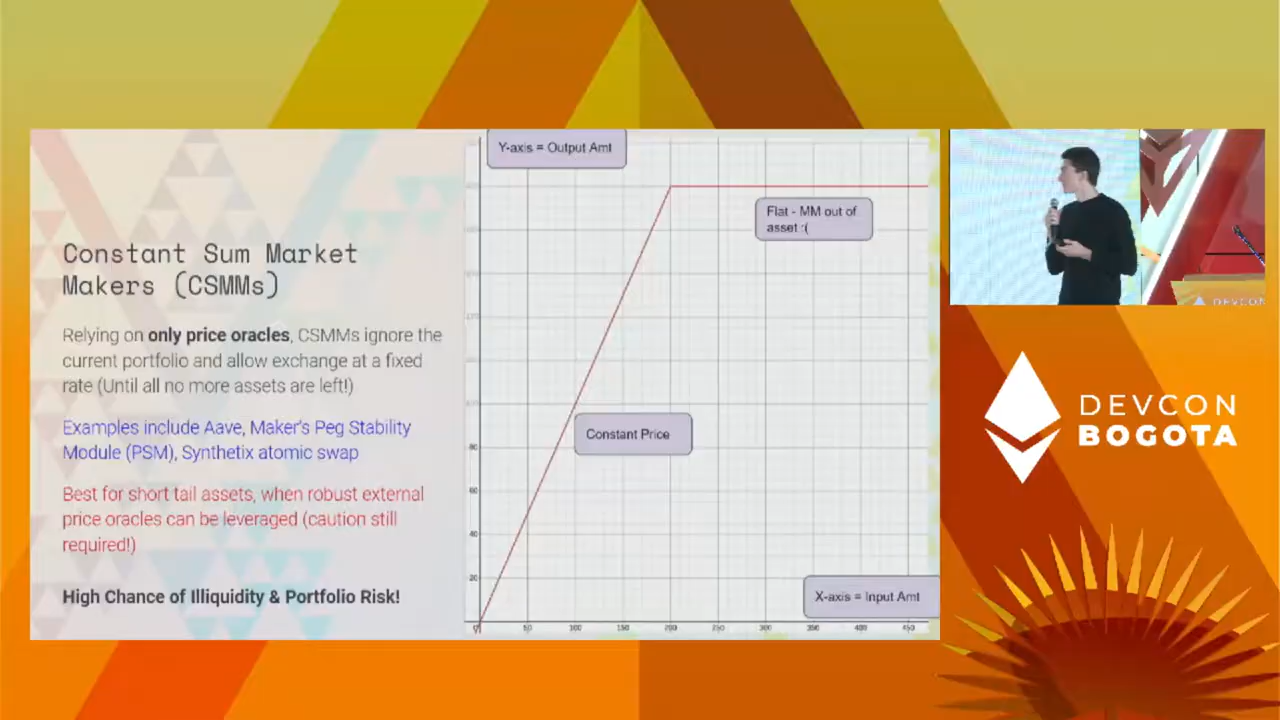 Constant Sum Market
Makers (CSMMs)
Relying on only price oracles, CSMMs ignore the
current portfolio and allow exchange at a fixed
rate (Until all no more assets are left!)
Examples include Aave, Maker's Peg Stability
Module (PSM), Synthetix atomic swap
Best for short tail assets, when robust external
price oracles can be leveraged (caution still
required!)
High Chance of Illiquidity & Portfolio Risk!
Y-axis = Output Amt
Flat - MM out of
asset :(
Constant Price
X-axis = Input Amt
80
60
40
20
0 50 100 150 200 250 300 350 400 450
DEVCON
DEVCON
BOGOTA